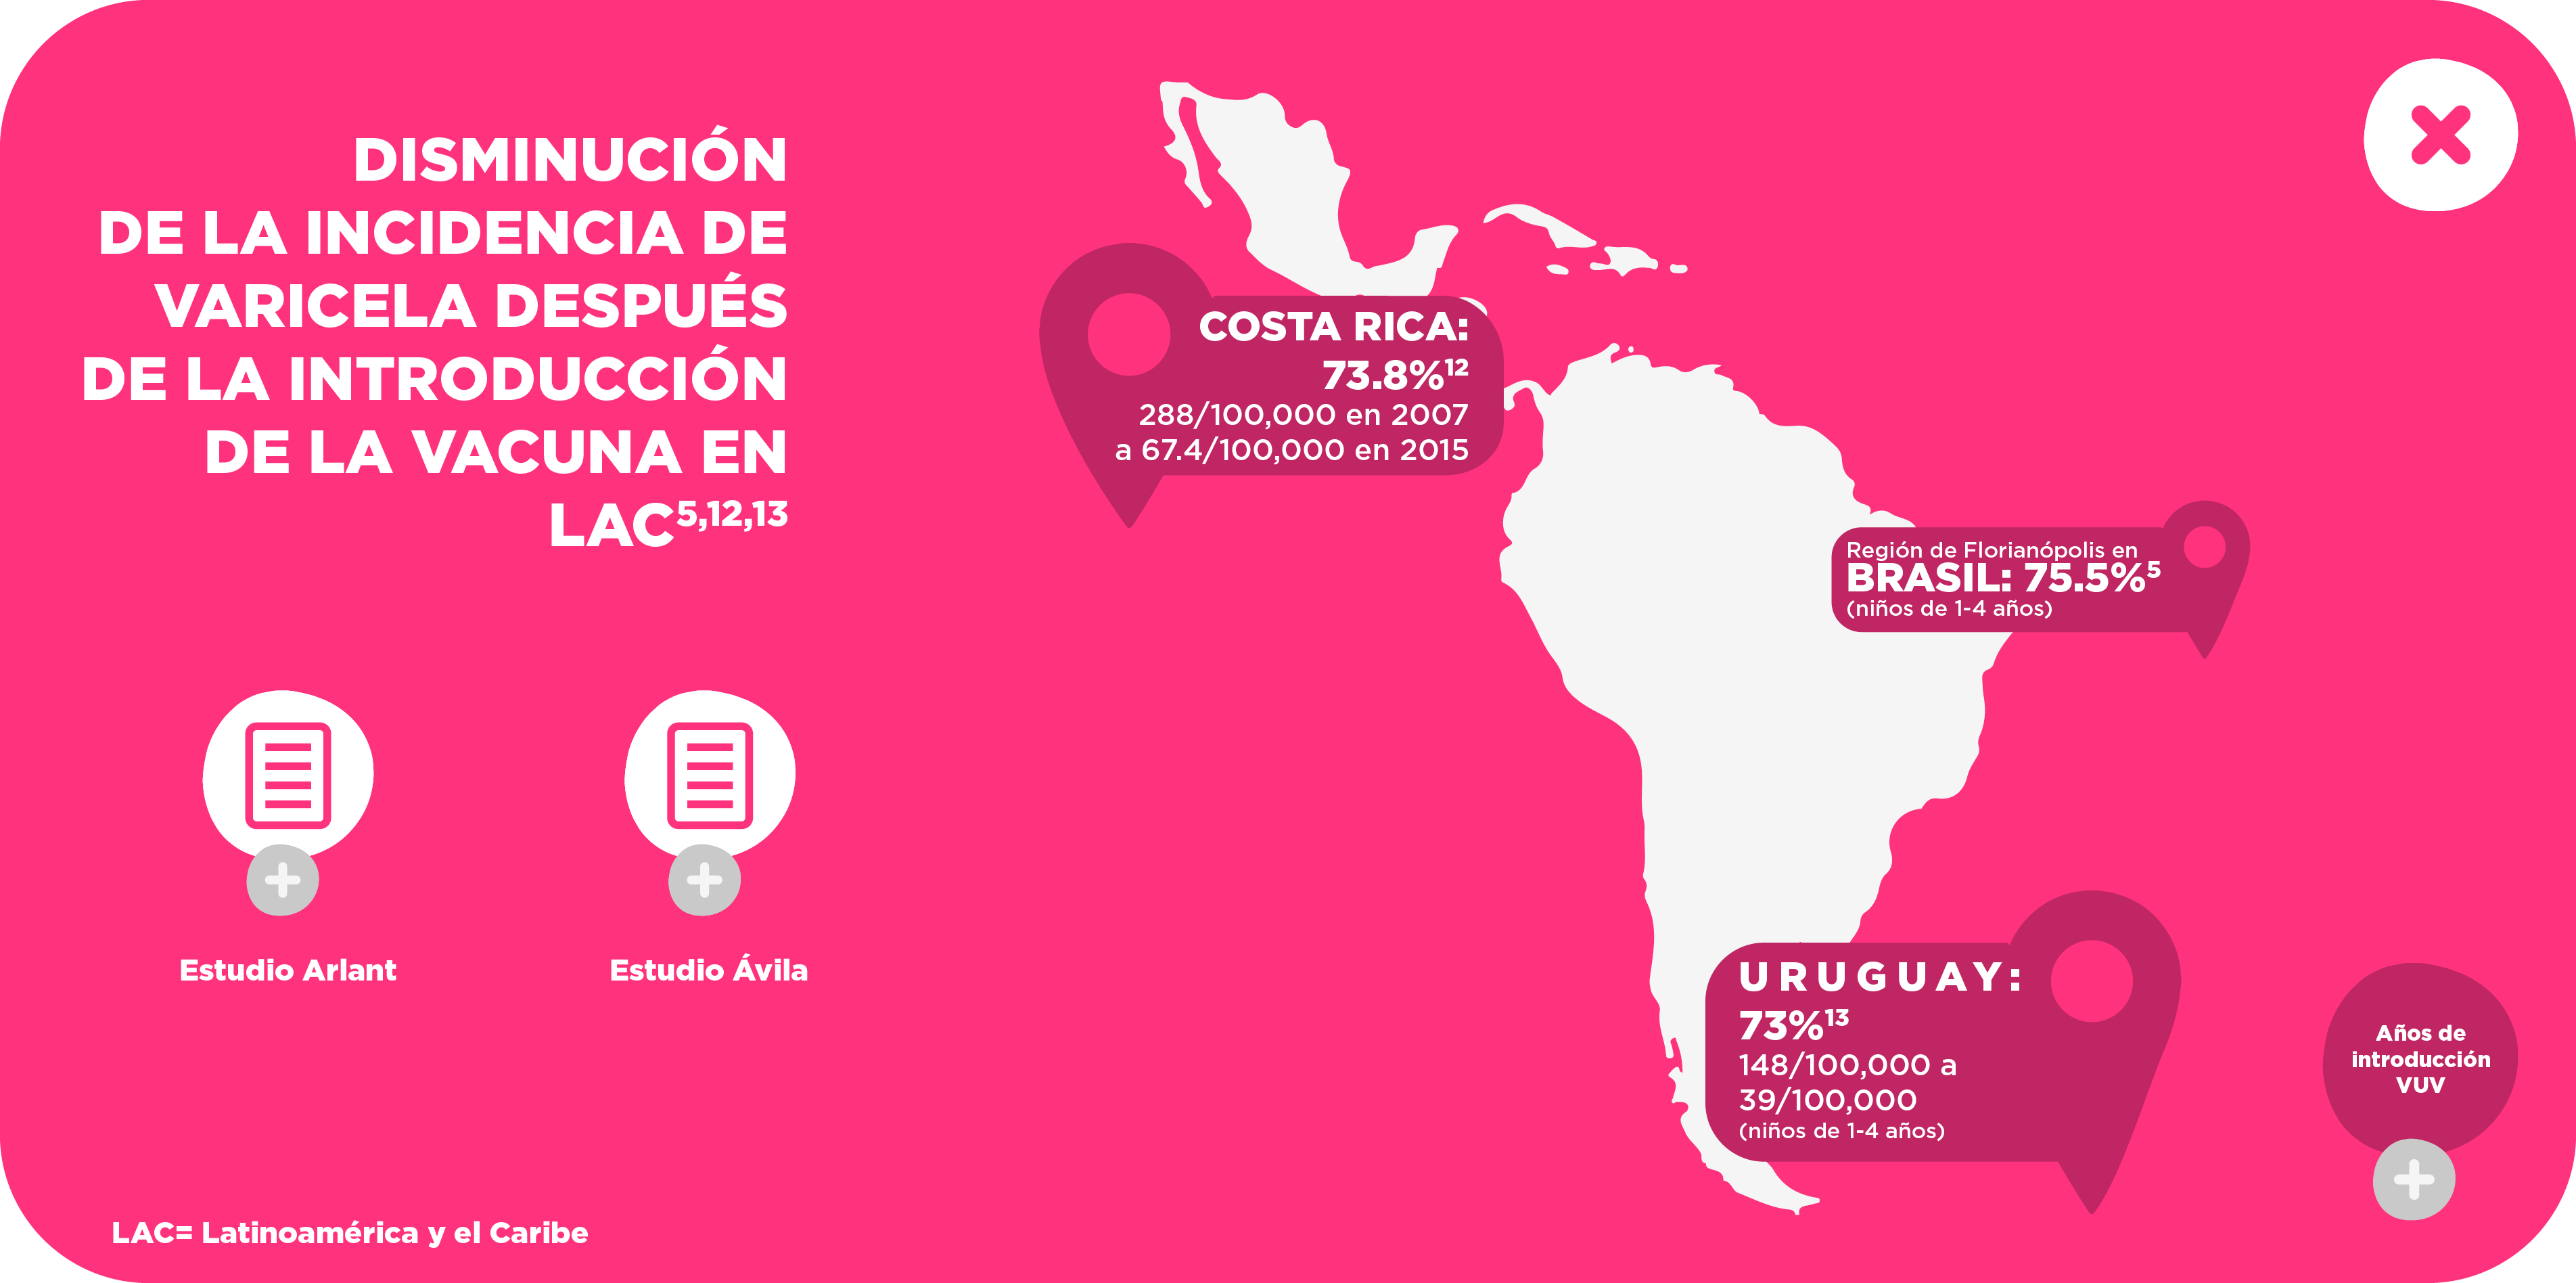 DISMINUCIÓN
DE LA INCIDENCIA DE
VARICELA DESPUÉS
DE LA INTRODUCCIÓN
DE LA VACUNA EN
LAC5,12,13
COSTA RICA:
73.8%12
288/100,000 en 2007
a 67.4/100,000 en 2015
Región de Florianópolis en
BRASIL: 75.5%5
(niños de 1-4 años)
Estudio Arlant
Estudio Ávila
URUGUAY:
73%13
148/100,000 a
39/100,000
(niños de 1-4 años)
Años de
introducción
VUV
LAC= Latinoamérica y el Caribe